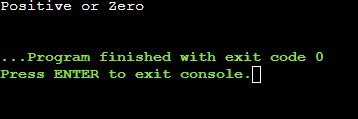 Positive or Zero
...Program finished with exit code 0
Press ENTER to exit console.